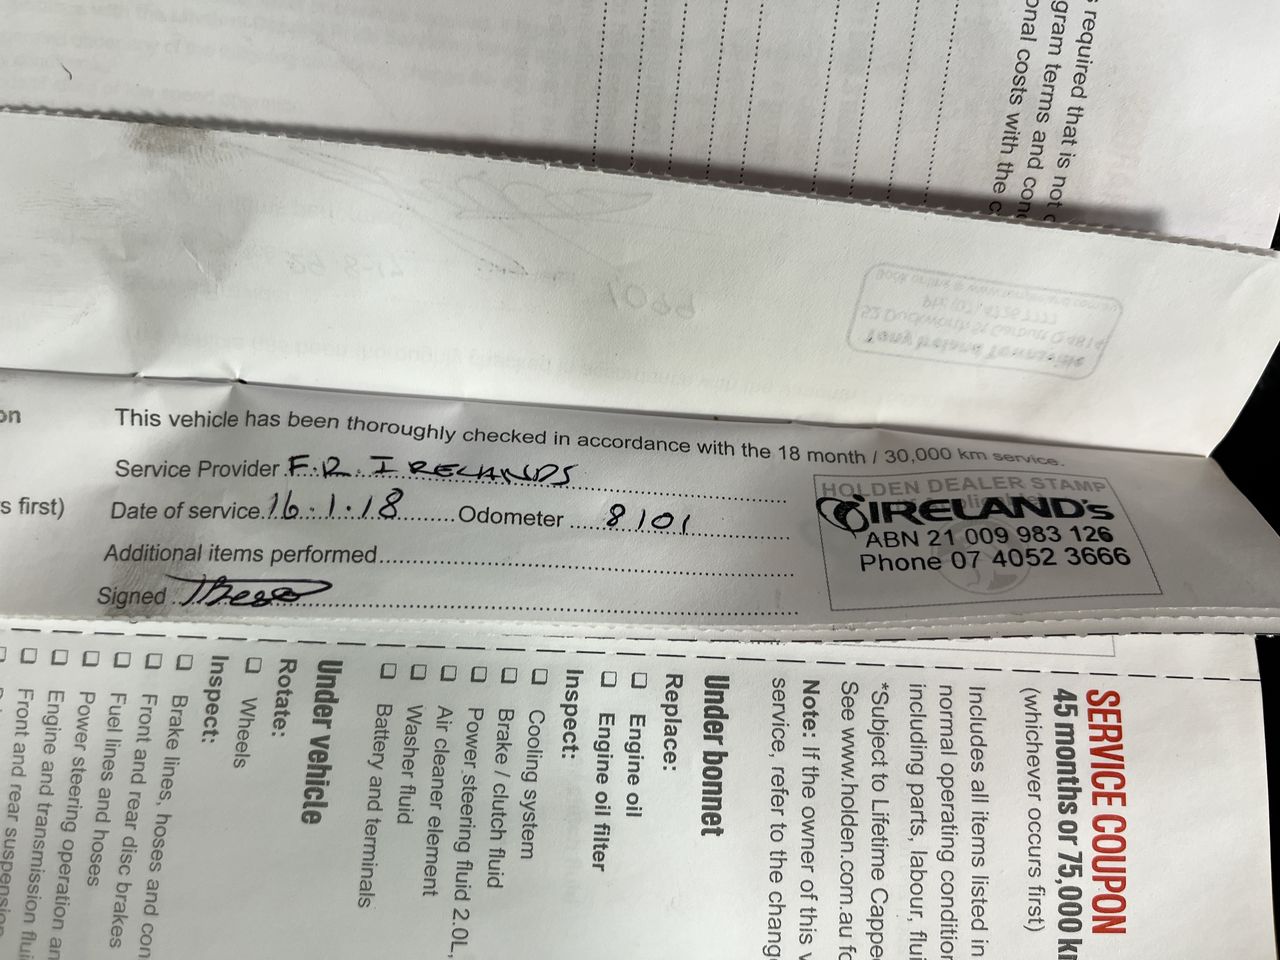 s required that is not c
gram terms and con
onal costs with the c
on
s first)
This vehicle has been thoroughly checked in accordance with the 18 month / 30,000 km service.
Service Provider F.R. IRELANDS
Date of service 16.1.18 Odometer 8101
Additional items performed
Signed
HOLDEN DEALER STAMP
IRELAND's
ABN 21 009 983 126
Phone 07 4052 3666
SERVICE COUPON
45 months or 75,000 k
(whichever occurs first)
Includes all items listed in
normal operating condition
including parts, labour, flui
*Subject to Lifetime Cappe
See www.holden.com.au fo
Note: If the owner of this v
service, refer to the chang
Under bonnet
Replace:
❑ Engine oil
❑ Engine oil filter
Inspect:
❑ Cooling system
❑ Brake / clutch fluid
❑ Power steering fluid 2.0L,
❑ Air cleaner element
❑ Washer fluid
❑ Battery and terminals
Under vehicle
Rotate:
❑ Wheels
Inspect:
❑ Brake lines, hoses and con
❑ Front and rear disc brakes
❑ Fuel lines and hoses
❑ Power steering operation an
❑ Engine and transmission flui
❑ Front and rear suspension